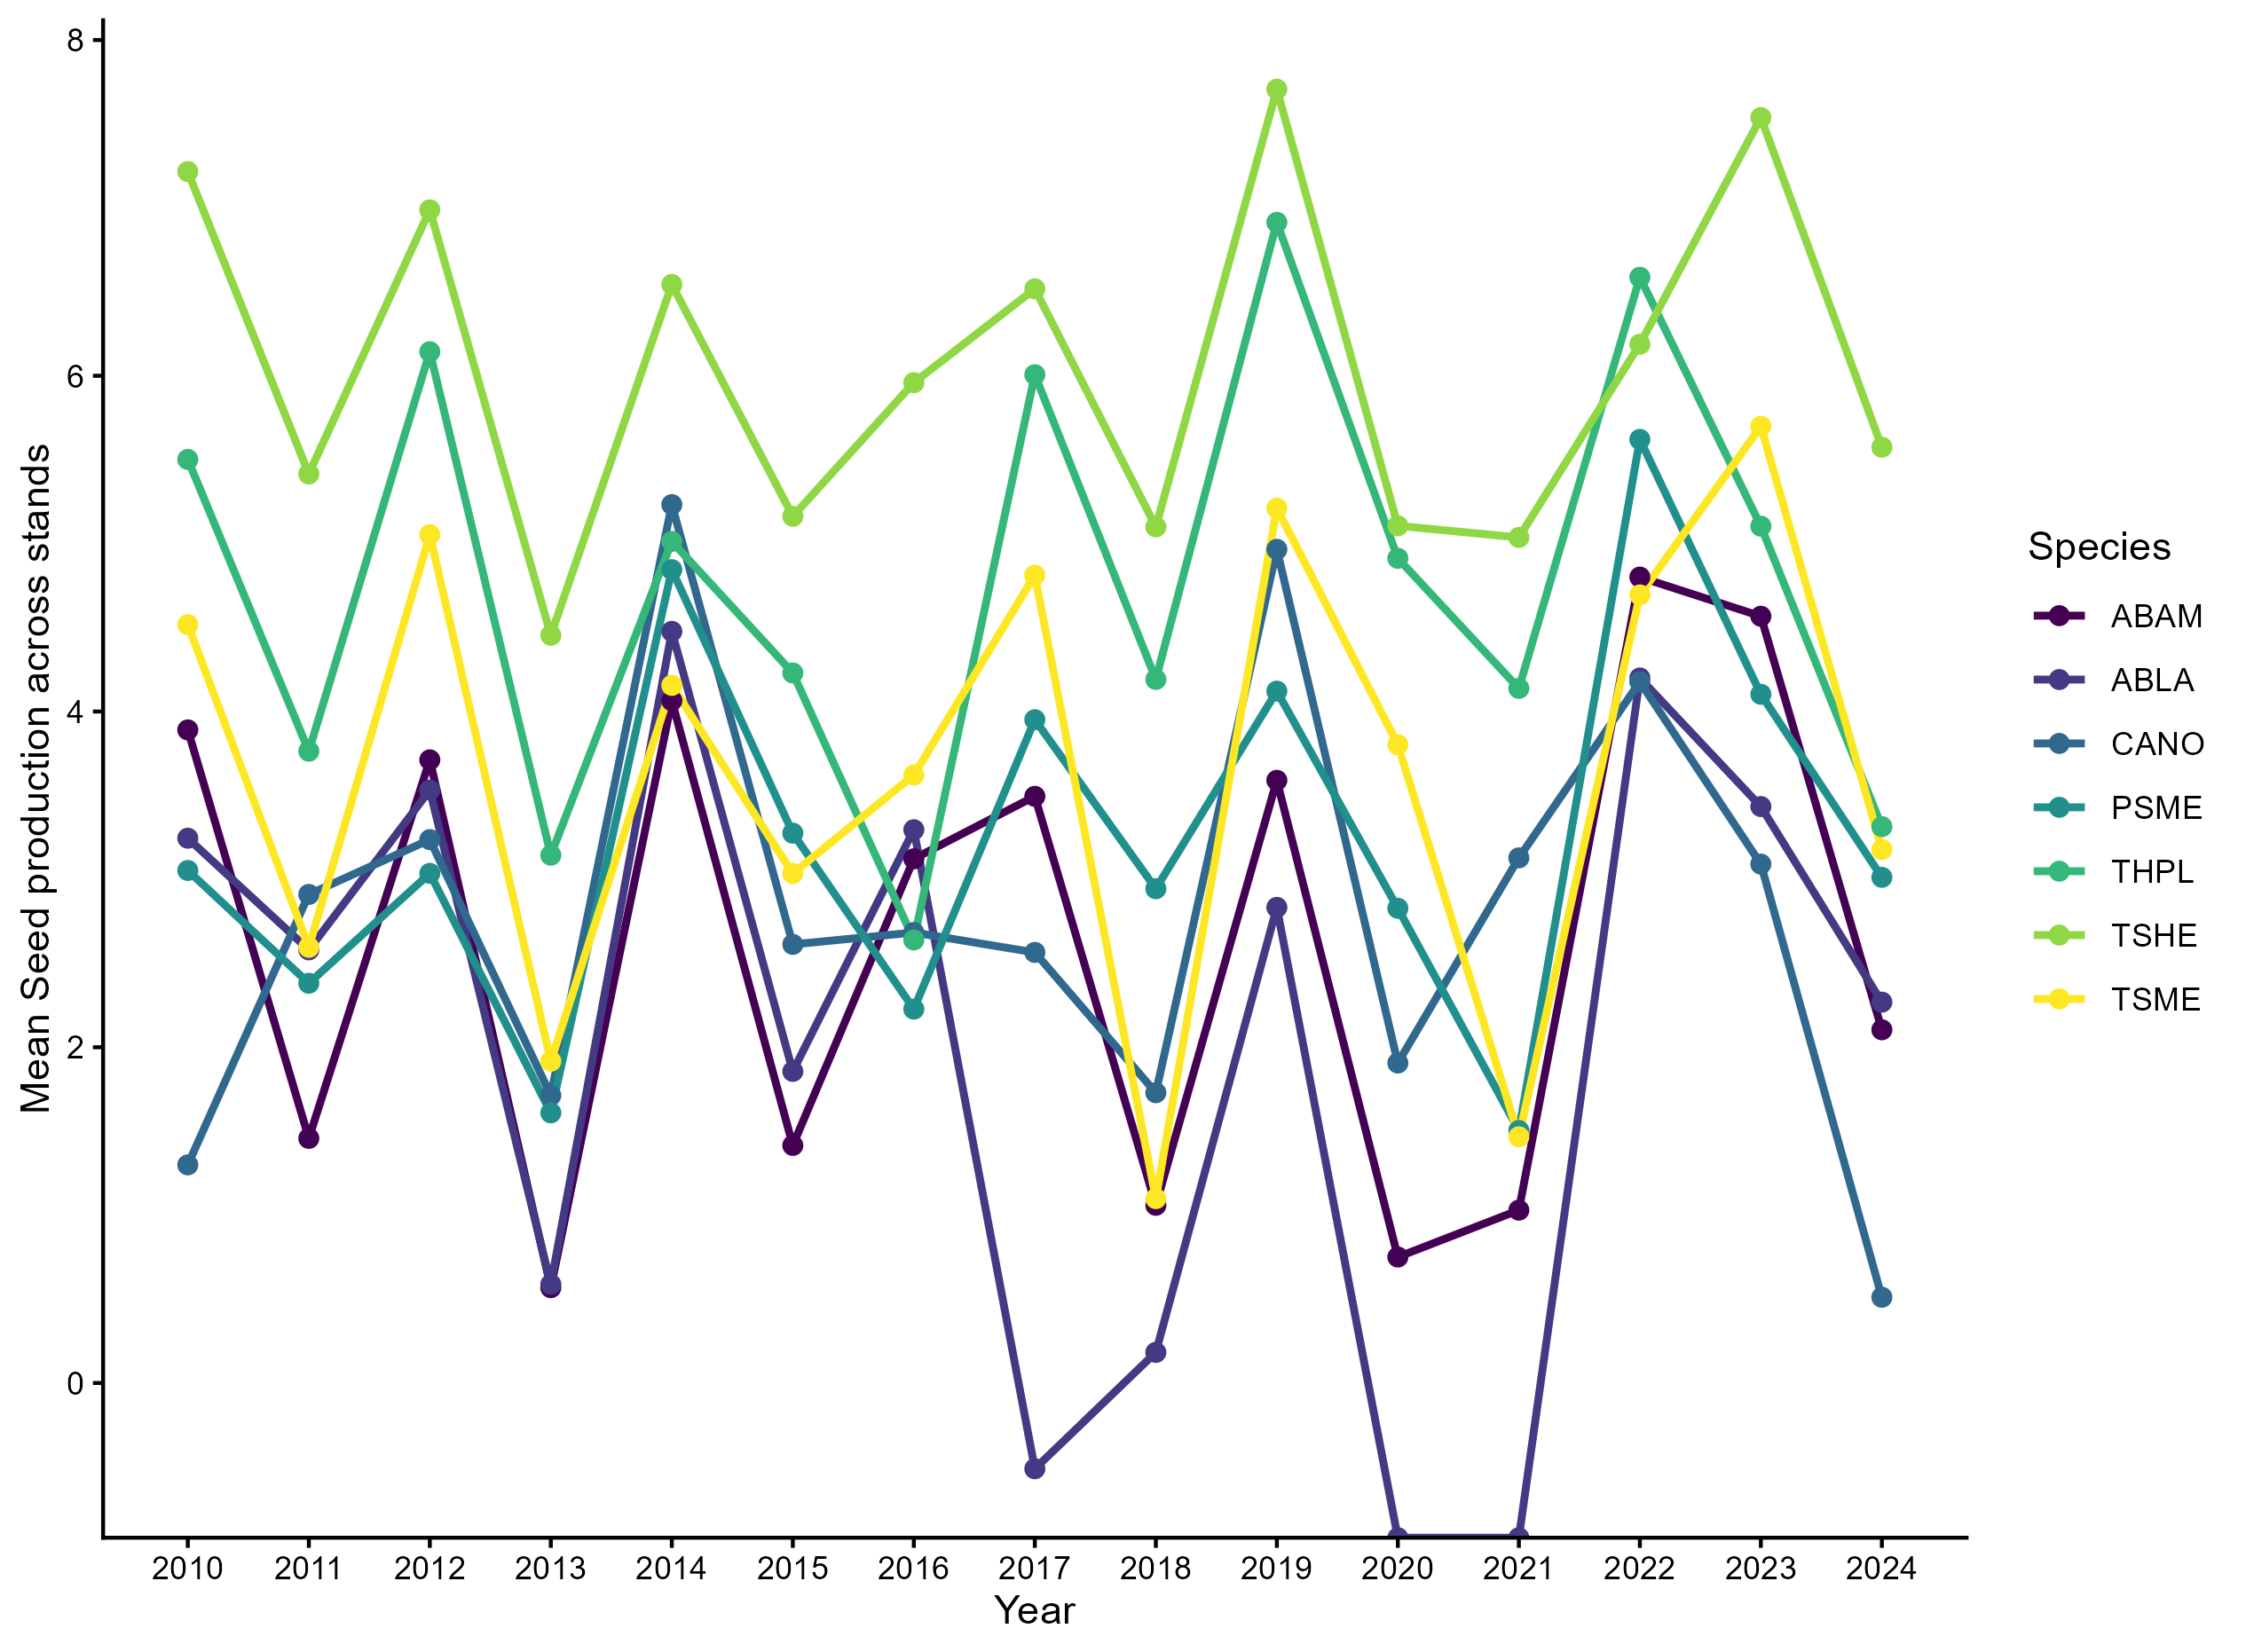 8
6
4
2
0
Mean Seed production across stands
2010 2011 2012 2013 2014 2015 2016 2017 2018 2019 2020 2021 2022 2023 2024
Year
Species
ABAM
ABLA
CANO
PSME
THPL
TSHE
TSME